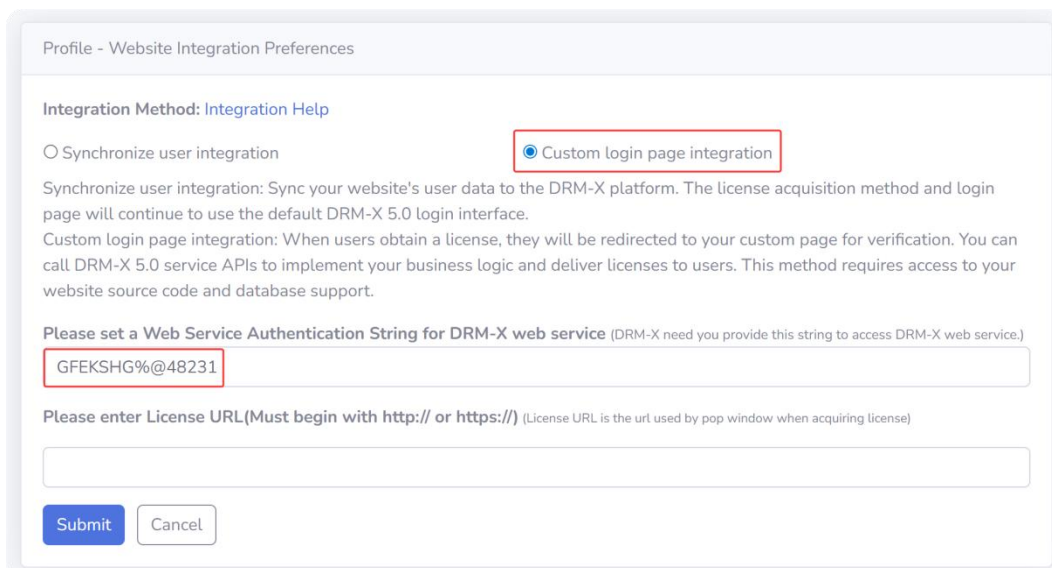 Profile - Website Integration Preferences
Integration Method: Integration Help
Synchronize user integration
Custom login page integration
Synchronize user integration: Sync your website's user data to the DRM-X platform. The license acquisition method and login
page will continue to use the default DRM-X 5.0 login interface.
Custom login page integration: When users obtain a license, they will be redirected to your custom page for verification. You can
call DRM-X 5.0 service APIs to implement your business logic and deliver licenses to users. This method requires access to your
website source code and database support.
Please set a Web Service Authentication String for DRM-X web service (DRM-X need you provide this string to access DRM-X web service.)
GFEKSHG%@48231
Please enter License URL(Must begin with http:// or https://) (License URL is the url used by pop window when acquiring license)
Submit
Cancel